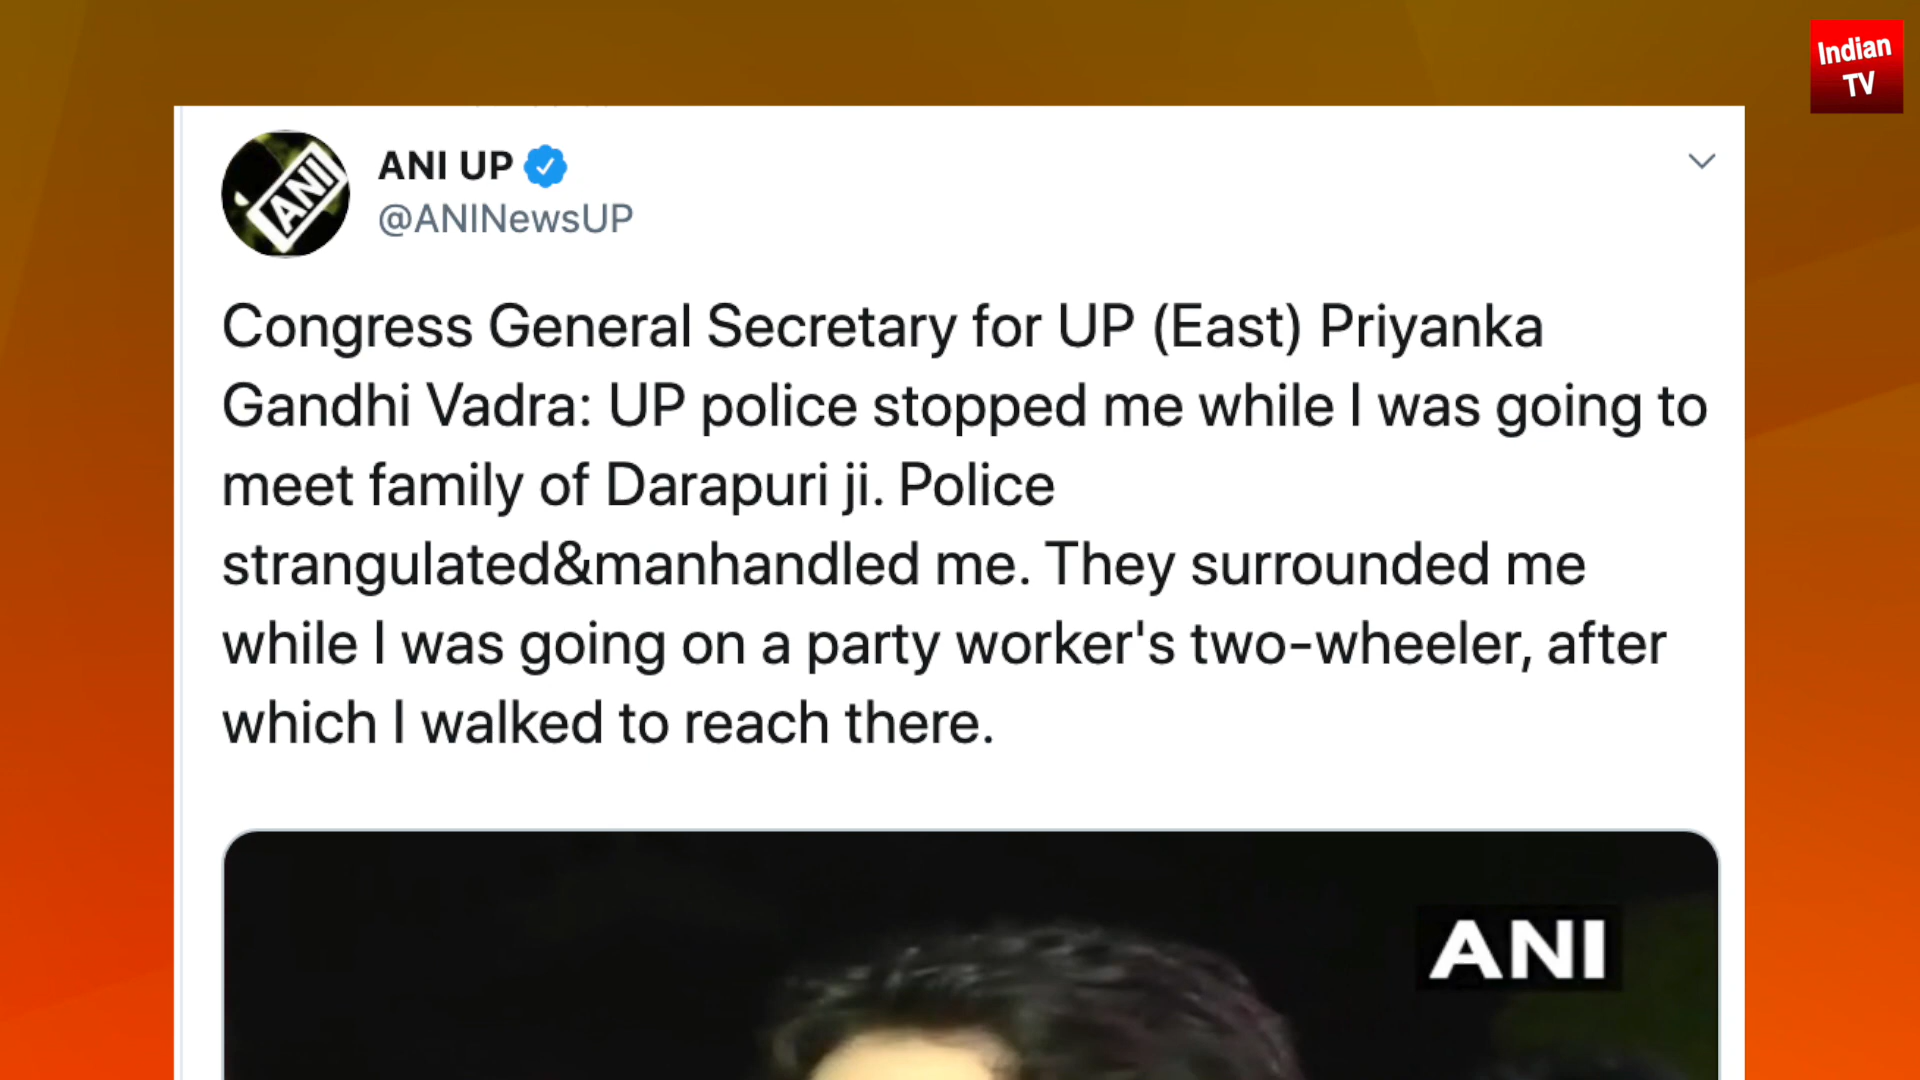 Indian
TV
ANI
ANI UP
@ANINewsUP
Congress General Secretary for UP (East) Priyanka
Gandhi Vadra: UP police stopped me while I was going to
meet family of Darapuri ji. Police
strangulated&manhandled me. They surrounded me
while I was going on a party worker's two-wheeler, after
which I walked to reach there.
ANI